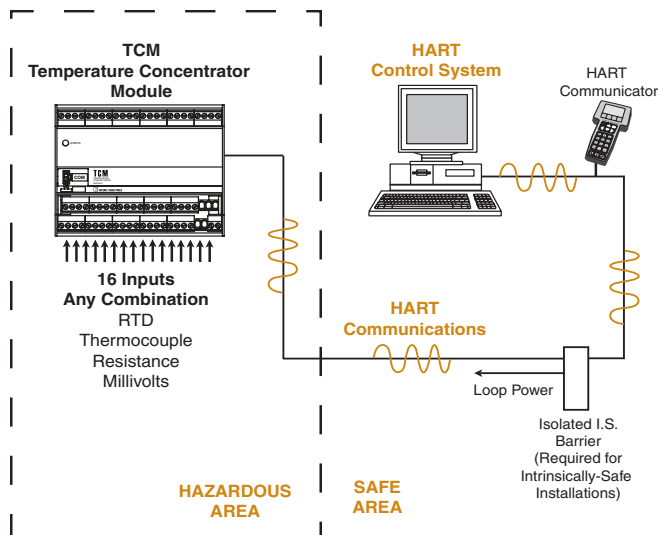 TCM
Temperature Concentrator
Module
TCM
COM
16 Inputs
Any Combination
RTD
Thermocouple
Resistance
Millivolts
HAZARDOUS
AREA
HART
Control System
HART
Communicator
HART
Communications
Loop Power
Isolated I.S.
Barrier
(Required for
Intrinsically-Safe
Installations)
SAFE
AREA